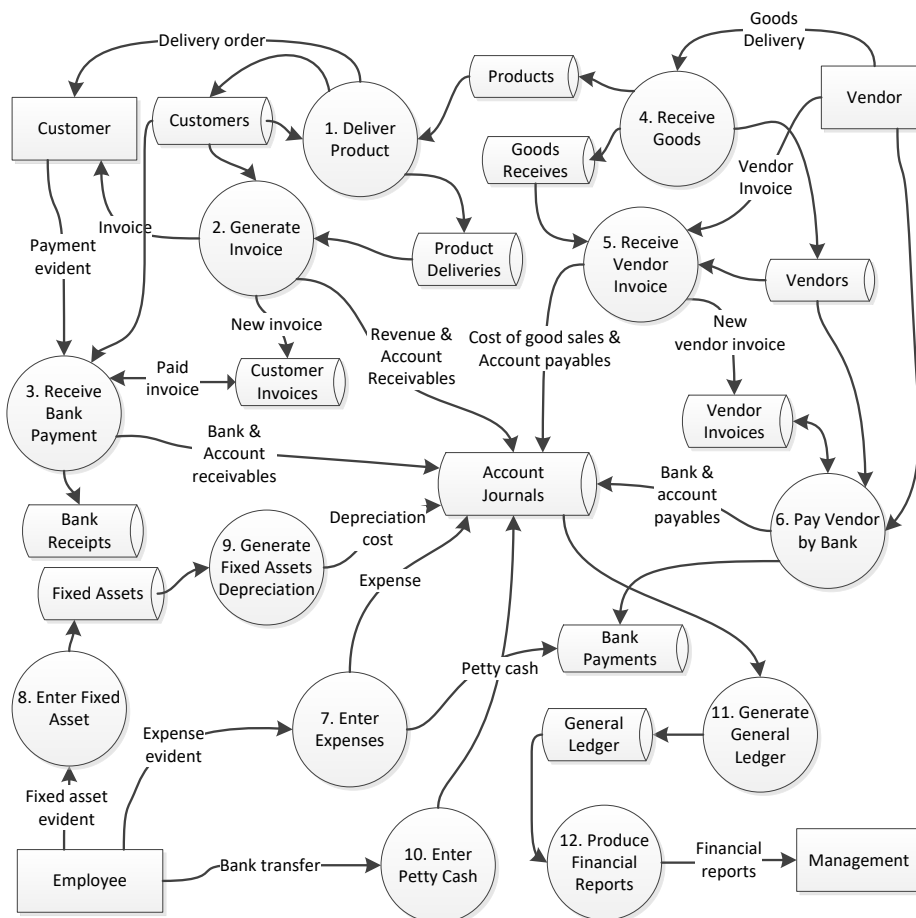 Goods
Delivery
Delivery order
Products
Customer
Customers
1. Deliver
Product
4. Receive
Goods
Vendor
Goods
Receives
Vendor
Invoice
Invoice
2. Generate
Invoice
Payment
evident
Product
Deliveries
5. Receive
Vendor
Invoice
Vendors
New invoice
Revenue &
Account
Receivables
Cost of good sales &
Account payables
New
vendor invoice
Paid
invoice
Customer
Invoices
3. Receive
Bank
Payment
Vendor
Invoices
Bank &
Account
receivables
Account
Journals
Bank &
account
payables
Bank
Receipts
Depreciation
cost
6. Pay Vendor
by Bank
9. Generate
Fixed Assets
Depreciation
Fixed Assets
Expense
Bank
Payments
Petty cash
8. Enter Fixed
Asset
7. Enter
Expenses
Expense
evident
General
Ledger
11. Generate
General
Ledger
Fixed asset
evident
Employee
Bank transfer
10. Enter
Petty Cash
12. Produce
Financial
Reports
Financial
reports
Management